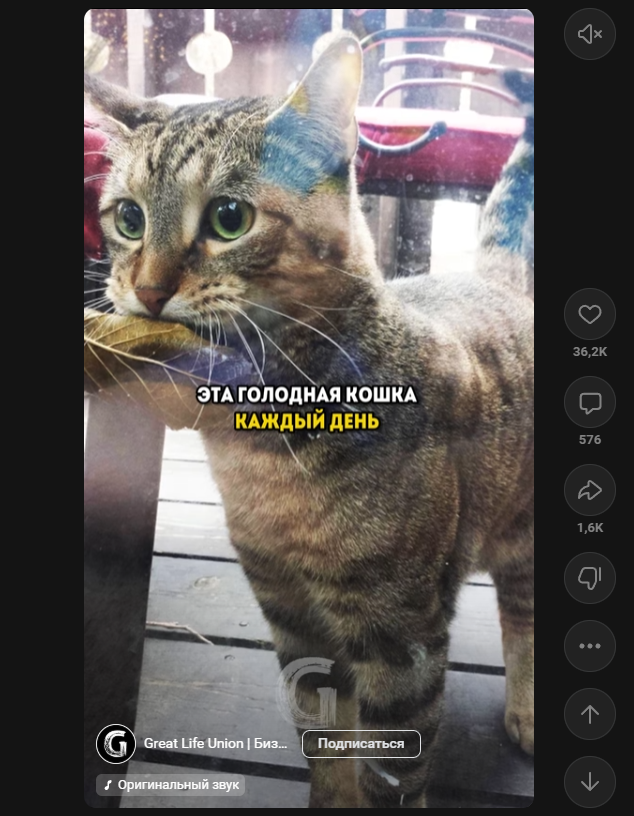 ЭТА ГОЛОДНАЯ КОШКА
КАЖДЫЙ ДЕНЬ
36,2K
576
1,6K
G
G Great Life Union | Биз... Подписаться
Оригинальный звук